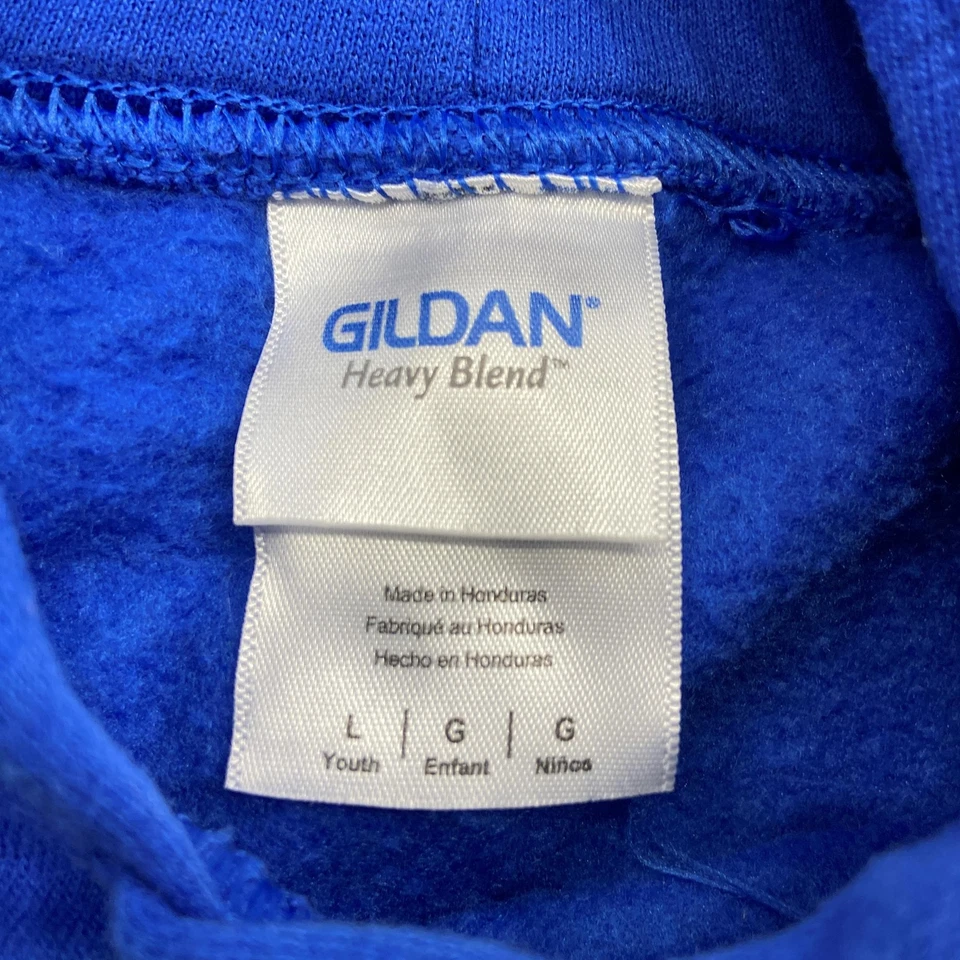 GILDAN®
Heavy Blend™
Made in Honduras
Fabriqué au Honduras
Hecho en Honduras
L | G | G
Youth Enfant Niños